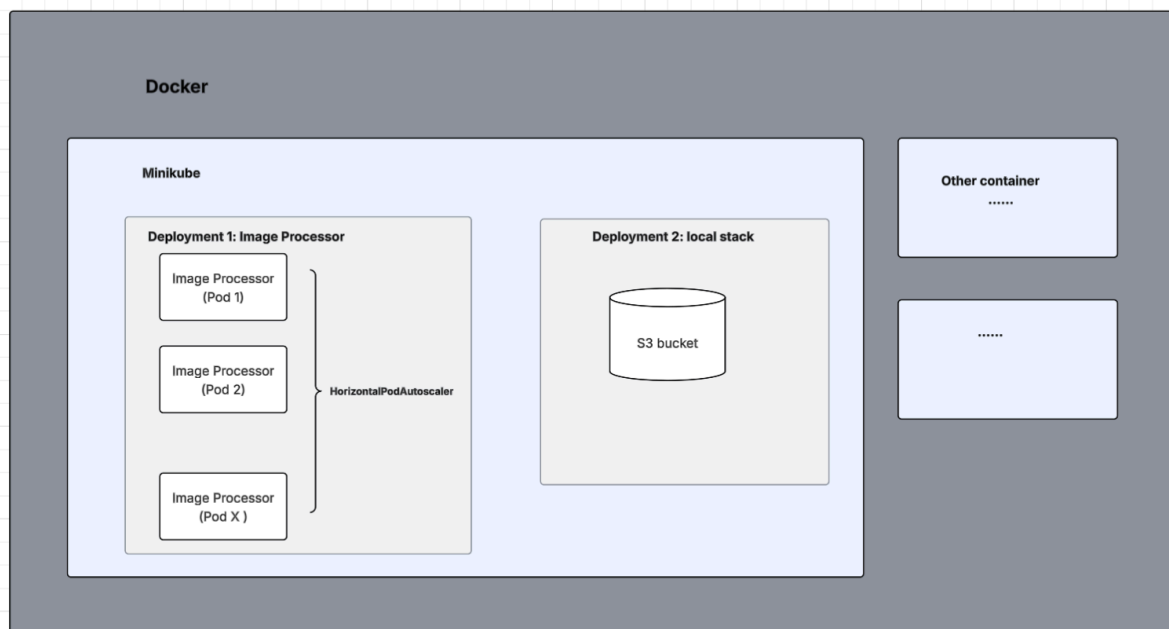 Docker
Minikube
Deployment 1: Image Processor
Image Processor
(Pod 1)
Image Processor
(Pod 2)
Image Processor
(Pod X )
HorizontalPodAutoscaler
Deployment 2: local stack
S3 bucket
Other container
......
......